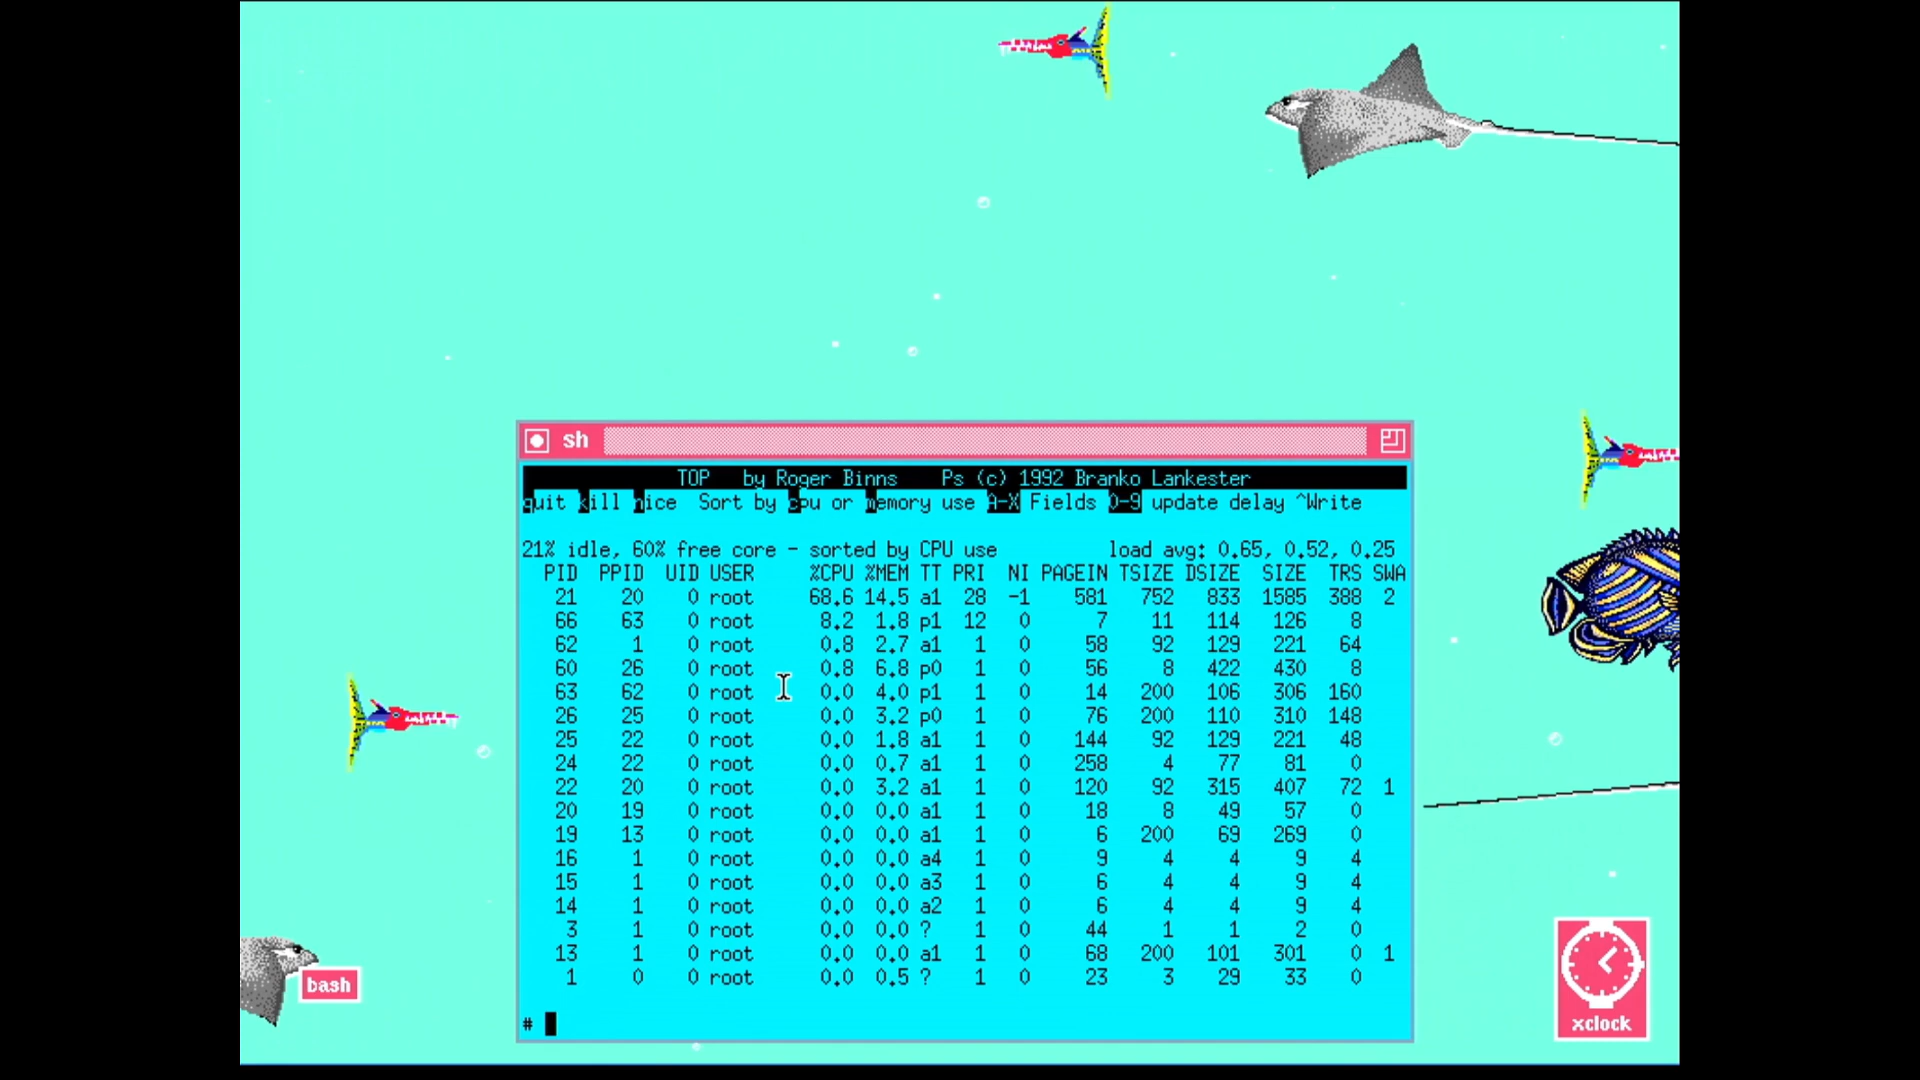 sh
TOP by Roger Binns Ps (c) 1992 Branko Lankester
quit kill nice Sort by cpu or memory use A-X Fields 0-9 update delay ^Write
21% idle, 60% free core - sorted by CPU use load avg: 0.65, 0.52, 0.25
PID PPID UID USER %CPU %MEM TT PRI NI PAGEIN TSIZE DSIZE SIZE TRS SWA
21 20 0 root 68.6 14.5 a1 28 -1 581 752 833 1585 388 2
66 63 0 root 8.2 1.8 p1 12 0 7 11 114 126 8
62 1 0 root 0.8 2.7 a1 1 0 58 92 129 221 64
60 26 0 root 0.8 6.8 p0 1 0 56 8 422 430 8
63 62 0 root 0.0 4.0 p1 1 0 14 200 106 306 160
26 25 0 root 0.0 3.2 p0 1 0 76 200 110 310 148
25 22 0 root 0.0 1.8 a1 1 0 144 92 129 221 48
24 22 0 root 0.0 0.7 a1 1 0 258 4 77 81 0
22 20 0 root 0.0 3.2 a1 1 0 120 92 315 407 72 1
20 19 0 root 0.0 0.0 a1 1 0 18 8 49 57 0
19 13 0 root 0.0 0.0 a1 1 0 6 200 69 269 0
16 1 0 root 0.0 0.0 a4 1 0 9 4 4 9 4
15 1 0 root 0.0 0.0 a3 1 0 6 4 4 9 4
14 1 0 root 0.0 0.0 a2 1 0 6 4 4 9 4
3 1 0 root 0.0 0.0 ? 1 0 44 1 1 2 0
13 1 0 root 0.0 0.0 a1 1 0 68 200 101 301 0 1
1 0 0 root 0.0 0.5 ? 1 0 23 3 29 33 0
#
bash
xclock